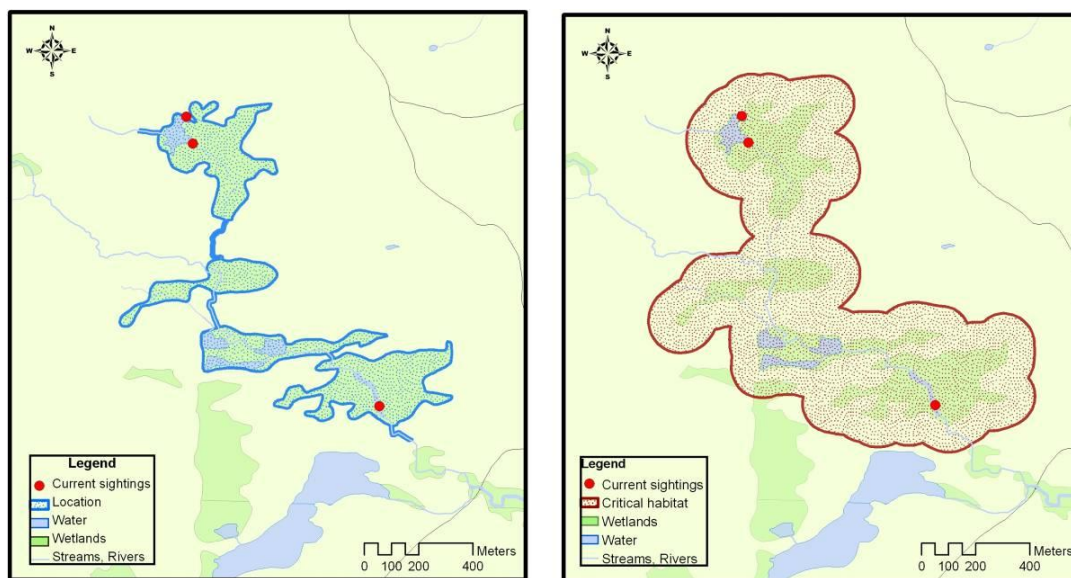 N
W E
S
Legend
Current sightings
Location
Water
Wetlands
Streams, Rivers
Meters
0 100 200 400
N
W E
S
Legend
Current sightings
Critical habitat
Wetlands
Water
Streams, Rivers
Meters
0 100 200 400